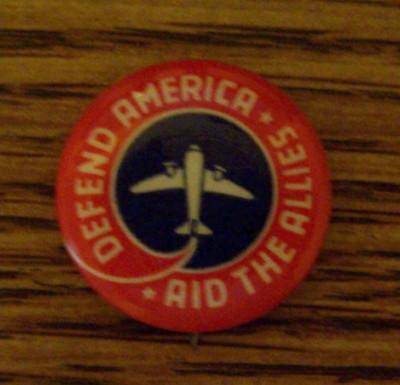 DEFEND AMERICA
AID THE ALLIES